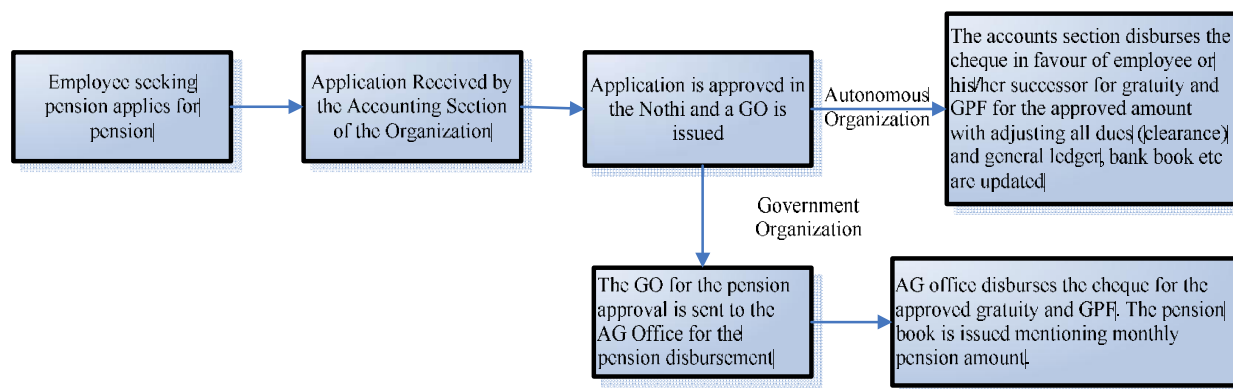 Employee seeking
pension applies for
pension
Application Received by
the Accounting Section
of the Organization
Application is approved in
the Nothi and a GO is
issued
Autonomous
Organization
The accounts section disburses the
cheque in favour of employee or
his/her successor for gratuity and
GPF for the approved amount
with adjusting all dues (clearance)
and general ledger, bank book etc
are updated
Government
Organization
The GO for the pension
approval is sent to the
AG Office for the
pension disbursement
AG office disburses the cheque for the
approved gratuity and GPF. The pension
book is issued mentioning monthly
pension amount.